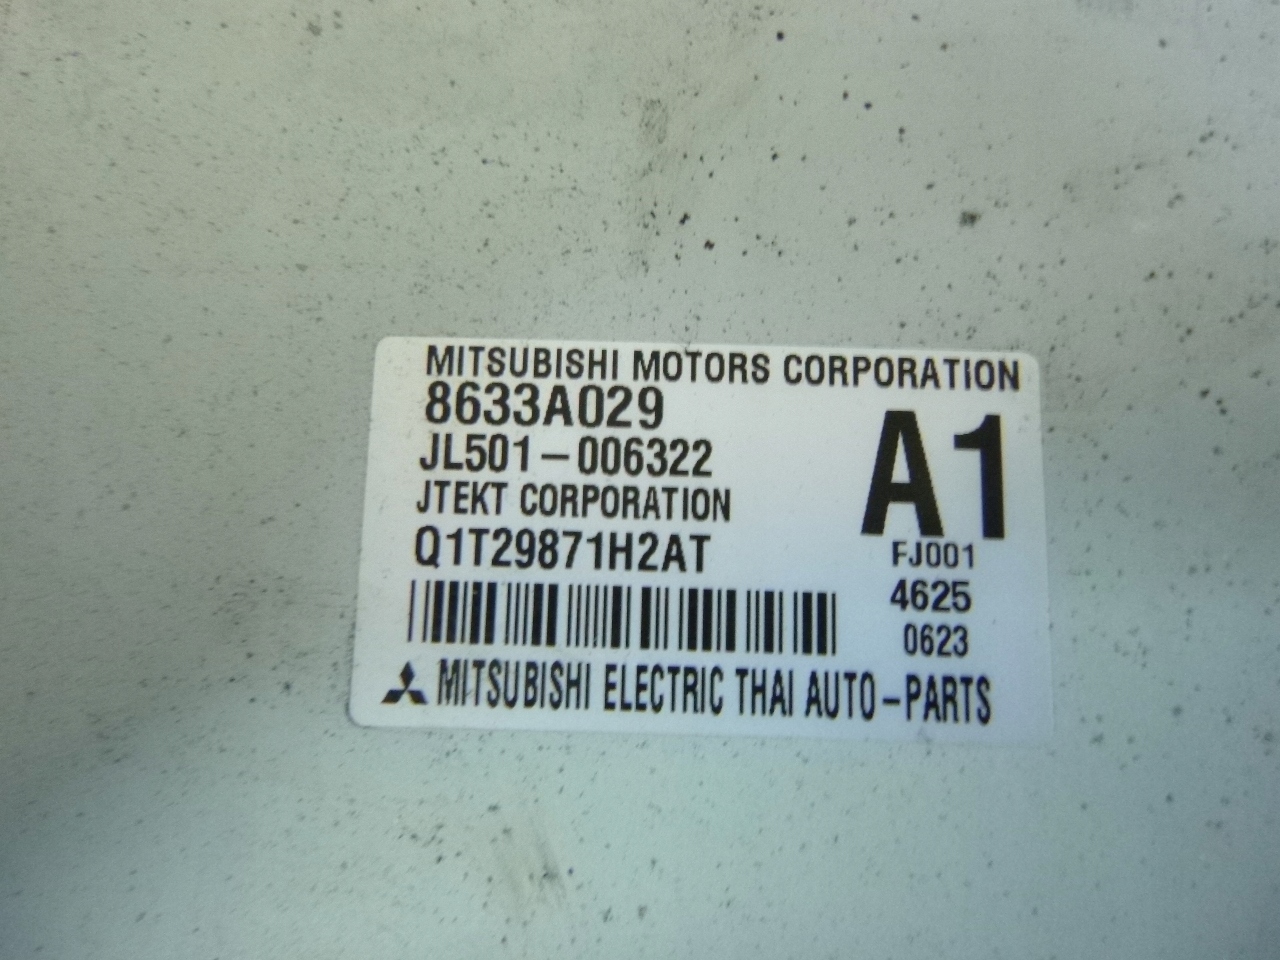 MITSUBISHI MOTORS CORPORATION
8633A029
JL501-006322
JTEKT CORPORATION
Q1T29871H2AT
A1
FJ001
4625
0623
MITSUBISHI ELECTRIC THAI AUTO-PARTS